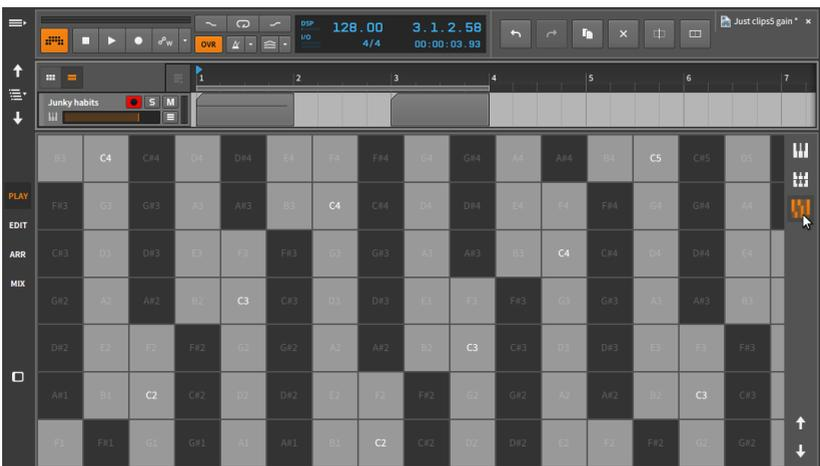 Just clips5 gain *
DSP 128.00 3.1.2.58
I/O 4/4 00:00:03.93
OVR
1 2 3 4 5 6 7
Junky habits S M
B3 C4 C#4 D4 D#4 E4 F4 F#4 G4 G#4 A4 A#4 B4 C5 C#5 D5
PLAY
F#3 G3 G#3 A3 A#3 B3 C4 C#4 D4 D#4 E4 F4 F#4 G4 G#4 A4
EDIT
ARR
C#3 D3 D#3 E3 F3 F#3 G3 G#3 A3 A#3 B3 C4 C#4 D4 D#4 E4
MIX
G#2 A2 A#2 B2 C3 C#3 D3 D#3 E3 F3 F#3 G3 G#3 A3 A#3 B3
D#2 E2 F2 F#2 G2 G#2 A2 A#2 B2 C3 C#3 D3 D#3 E3 F3 F#3
A#1 B1 C2 C#2 D2 D#2 E2 F2 F#2 G2 G#2 A2 A#2 B2 C3 C#3
F1 F#1 G1 G#1 A1 A#1 B1 C2 C#2 D2 D#2 E2 F2 F#2 G2 G#2